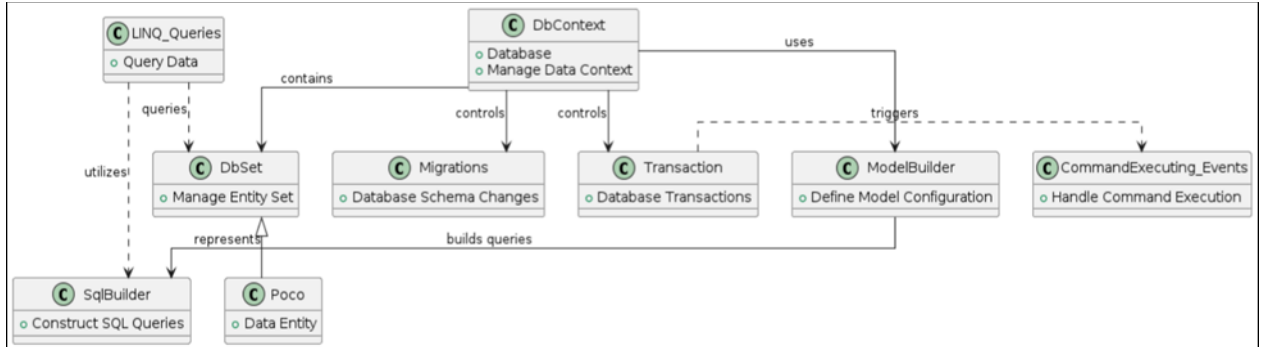 C LINQ_Queries
Query Data
C DbContext
Database
Manage Data Context
uses
contains
queries
controls
controls
triggers
utilizes
C DbSet
Manage Entity Set
C Migrations
Database Schema Changes
C Transaction
Database Transactions
C ModelBuilder
Define Model Configuration
C CommandExecuting_Events
Handle Command Execution
represents
builds queries
C SqlBuilder
Construct SQL Queries
C Poco
Data Entity